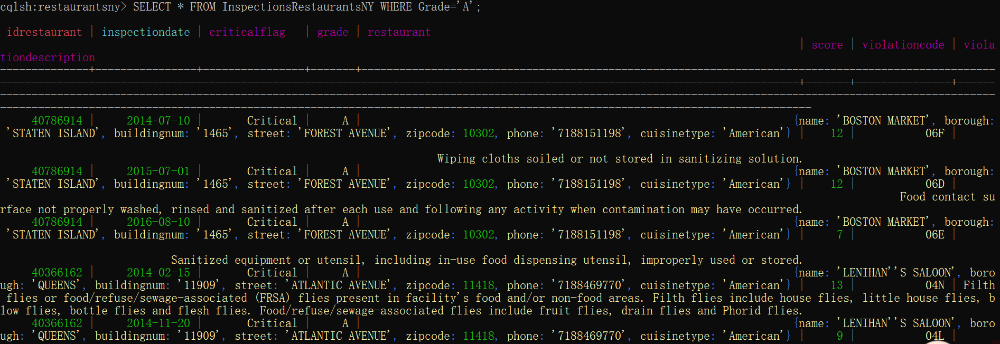 cqlsh:restaurantsny> SELECT * FROM InspectionsRestaurantsNY WHERE Grade='A';
idrestaurant | inspectiondate | criticalflag | grade | restaurant
| score | violationcode | viola
tiondescription
40786914 | 2014-07-10 | Critical | A | {name: 'BOSTON MARKET', borough:
'STATEN ISLAND', buildingnum: '1465', street: 'FOREST AVENUE', zipcode: 10302, phone: '7188151198', cuisinetype: 'American'} | 12 | 06F |
Wiping cloths soiled or not stored in sanitizing solution.
40786914 | 2015-07-01 | Critical | A | {name: 'BOSTON MARKET', borough:
'STATEN ISLAND', buildingnum: '1465', street: 'FOREST AVENUE', zipcode: 10302, phone: '7188151198', cuisinetype: 'American'} | 12 | 06D |
Food contact su
rface not properly washed, rinsed and sanitized after each use and following any activity when contamination may have occurred.
40786914 | 2016-08-10 | Critical | A | {name: 'BOSTON MARKET', borough:
'STATEN ISLAND', buildingnum: '1465', street: 'FOREST AVENUE', zipcode: 10302, phone: '7188151198', cuisinetype: 'American'} | 7 | 06E |
Sanitized equipment or utensil, including in-use food dispensing utensil, improperly used or stored.
40366162 | 2014-02-15 | Critical | A | {name: 'LENIHAN''S SALOON', boro
ugh: 'QUEENS', buildingnum: '11909', street: 'ATLANTIC AVENUE', zipcode: 11418, phone: '7188469770', cuisinetype: 'American'} | 13 | 04N | Filth
flies or food/refuse/sewage-associated (FRSA) flies present in facility's food and/or non-food areas. Filth flies include house flies, little house flies, b
low flies, bottle flies and flesh flies. Food/refuse/sewage-associated flies include fruit flies, drain flies and Phorid flies.
40366162 | 2014-11-20 | Critical | A | {name: 'LENIHAN''S SALOON', boro
ugh: 'QUEENS', buildingnum: '11909', street: 'ATLANTIC AVENUE', zipcode: 11418, phone: '7188469770', cuisinetype: 'American'} | 9 | 04L |